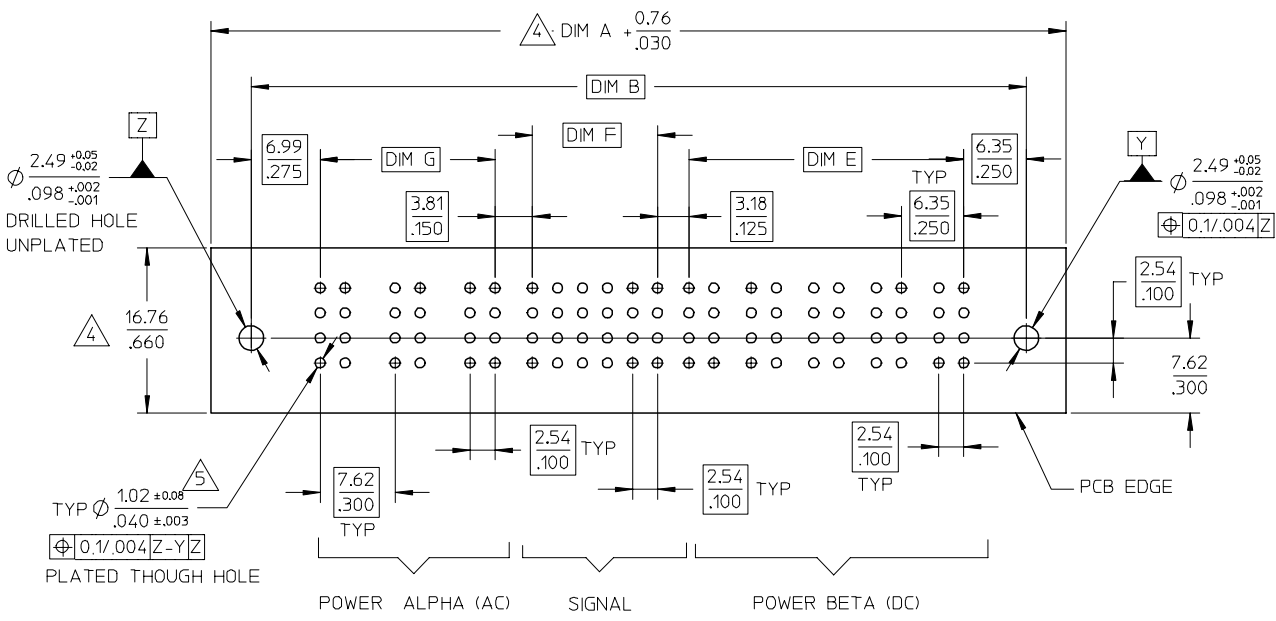 4 DIM A + 0.76
.030
DIM B
Z
6.99
.275
DIM G
DIM F
DIM E
6.35
.250
Y
Ø 2.49 +0.05 -0.02
.098 +.002 -.001
DRILLED HOLE
UNPLATED
3.81
.150
3.18
.125
TYP
6.35
.250
Ø 2.49 +0.05 -0.02
.098 +.002 -.001
⌖ 0.1/.004 Z
2.54
.100
TYP
4
16.76
.660
7.62
.300
2.54
.100
TYP
2.54
.100
TYP
2.54
.100
TYP
7.62
.300
TYP
PCB EDGE
5
TYP Ø 1.02 ±0.08
.040 ±.003
⌖ 0.1/.004 Z-Y Z
PLATED THOUGH HOLE
POWER ALPHA (AC)
SIGNAL
POWER BETA (DC)